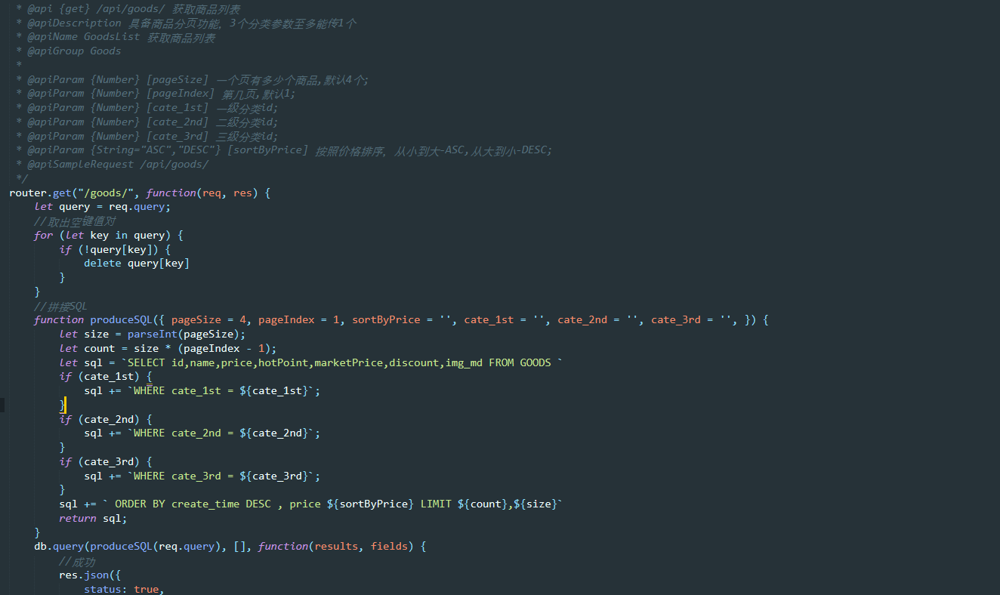 * @api {get} /api/goods/ 获取商品列表
* @apiDescription 具备商品分页功能，3个分类参数至多能传1个
* @apiName GoodsList 获取商品列表
* @apiGroup Goods
*
* @apiParam {Number} [pageSize] 一个页有多少个商品,默认4个;
* @apiParam {Number} [pageIndex] 第几页,默认1;
* @apiParam {Number} [cate_1st] 一级分类id;
* @apiParam {Number} [cate_2nd] 二级分类id;
* @apiParam {Number} [cate_3rd] 三级分类id;
* @apiParam {String="ASC","DESC"} [sortByPrice] 按照价格排序，从小到大-ASC,从大到小-DESC;
* @apiSampleRequest /api/goods/
*/
router.get("/goods/", function(req, res) {
    let query = req.query;
    //取出空键值对
    for (let key in query) {
        if (!query[key]) {
            delete query[key]
        }
    }
    //拼接SQL
    function produceSQL({ pageSize = 4, pageIndex = 1, sortByPrice = '', cate_1st = '', cate_2nd = '', cate_3rd = '', }) {
        let size = parseInt(pageSize);
        let count = size * (pageIndex - 1);
        let sql = `SELECT id,name,price,hotPoint,marketPrice,discount,img_md FROM GOODS `
        if (cate_1st) {
            sql += `WHERE cate_1st = ${cate_1st}`;
        }
        if (cate_2nd) {
            sql += `WHERE cate_2nd = ${cate_2nd}`;
        }
        if (cate_3rd) {
            sql += `WHERE cate_3rd = ${cate_3rd}`;
        }
        sql += ` ORDER BY create_time DESC , price ${sortByPrice} LIMIT ${count},${size}`
        return sql;
    }
    db.query(produceSQL(req.query), [], function(results, fields) {
        //成功
        res.json({
            status: true,